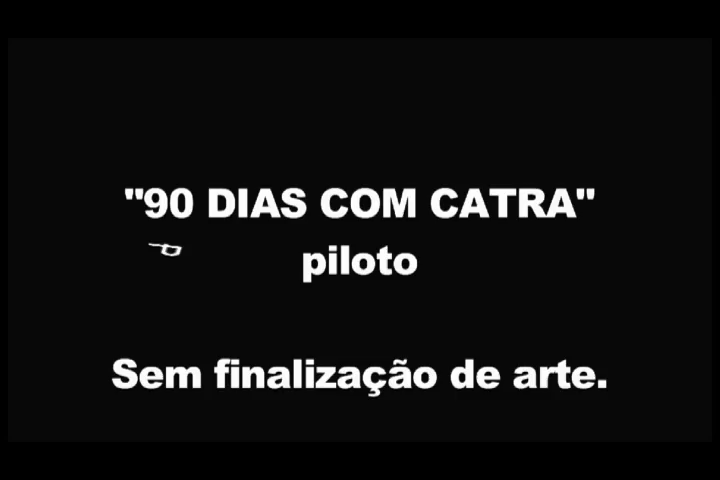 "90 DIAS COM CATRA"
piloto
Sem finalização de arte.